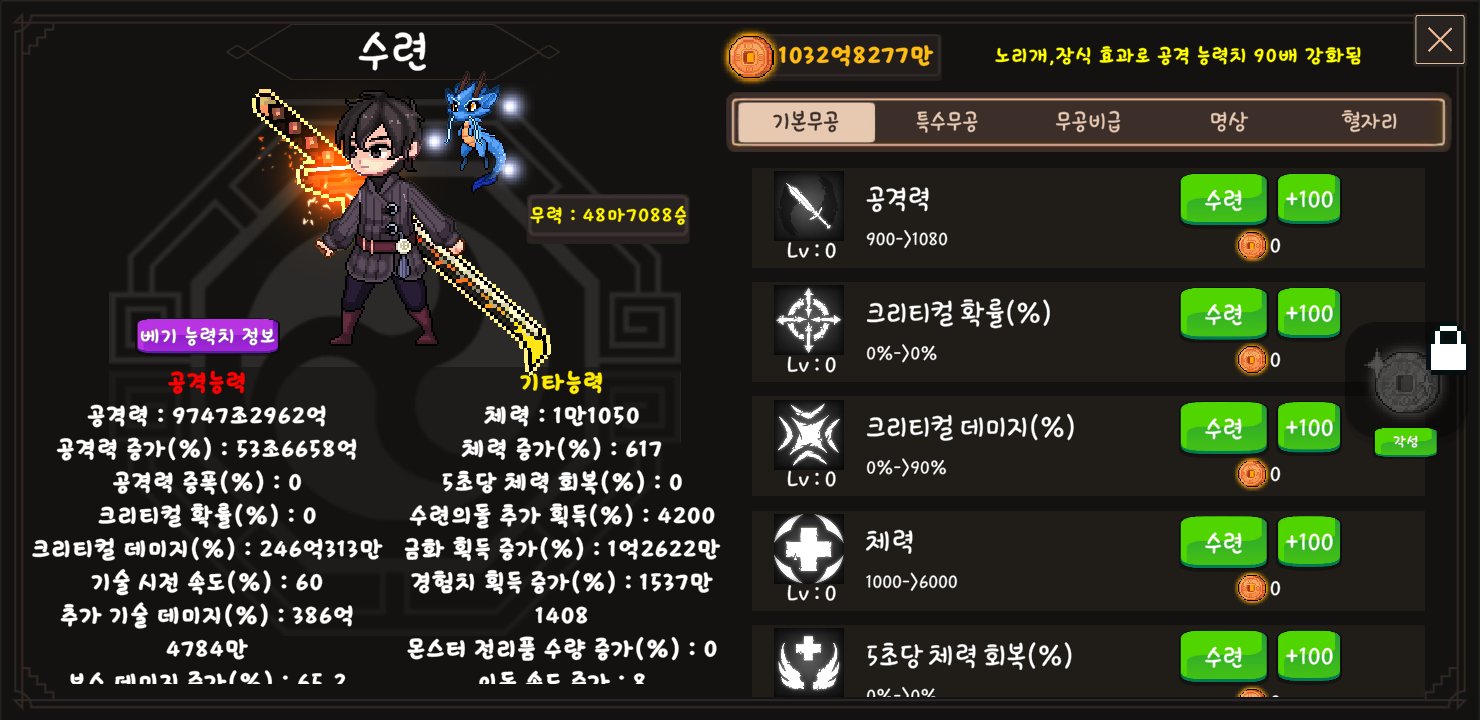 수련
1032억8277만
노리개,장식 효과로 공격 능력치 90배 강화됨
기본무공
특수무공
무공비급
명상
혈자리
무력 : 48마7088승
베기 능력치 정보
공격능력
공격력 : 9747조2962억
공격력 증가(%) : 53조6658억
공격력 증폭(%) : 0
크리티컬 확률(%) : 0
크리티컬 데미지(%) : 246억313만
기술 시전 속도(%) : 60
추가 기술 데미지(%) : 386억
4784만
기타능력
체력 : 1만1050
체력 증가(%) : 617
5초당 체력 회복(%) : 0
수련의돌 추가 획득(%) : 4200
금화 획득 증가(%) : 1억2622만
경험치 획득 증가(%) : 1537만
1408
몬스터 전리품 수량 증가(%) : 0
이동 속도 증가 : 8
공격력
900->1080
Lv : 0
수련
+100
0
크리티컬 확률(%)
0%->0%
Lv : 0
수련
+100
0
크리티컬 데미지(%)
0%->90%
Lv : 0
수련
+100
0
체력
1000->6000
Lv : 0
수련
+100
0
5초당 체력 회복(%)
0%->0%
수련
+100
각성